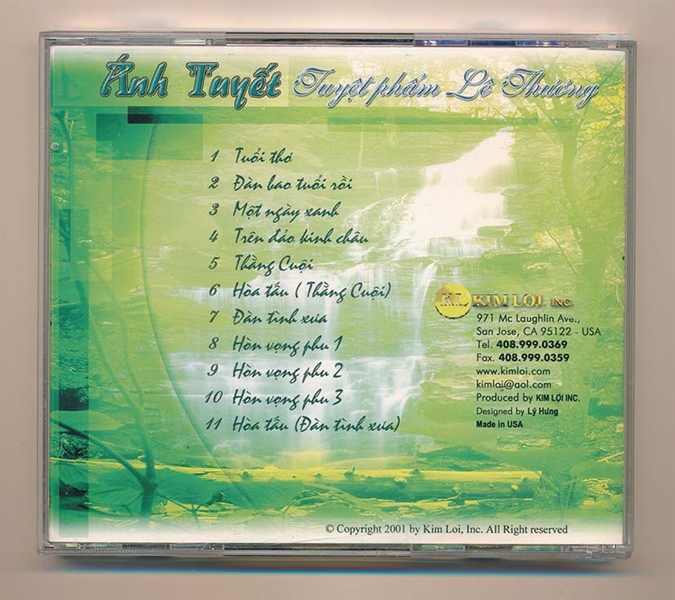 Ánh Tuyết Tuyệt phẩm Lê Thương
1 Tuổi thơ
2 Đàn bao tuổi rồi
3 Một ngày xanh
4 Trên đảo kinh châu
5 Thằng Cuội
6 Hòa tấu ( Thằng Cuội)
7 Đàn tình xưa
8 Hòn vọng phu 1
9 Hòn vọng phu 2
10 Hòn vọng phu 3
11 Hòa tấu (Đàn tình xưa)
KL KIM LOI INC.
971 Mc Laughlin Ave.,
San Jose, CA 95122 - USA
Tel. 408.999.0369
Fax. 408.999.0359
www.kimloi.com
kimlai@aol.com
Produced by KIM LỢI INC.
Designed by Lý Hưng
Made in USA
© Copyright 2001 by Kim Loi, Inc. All Right reserved